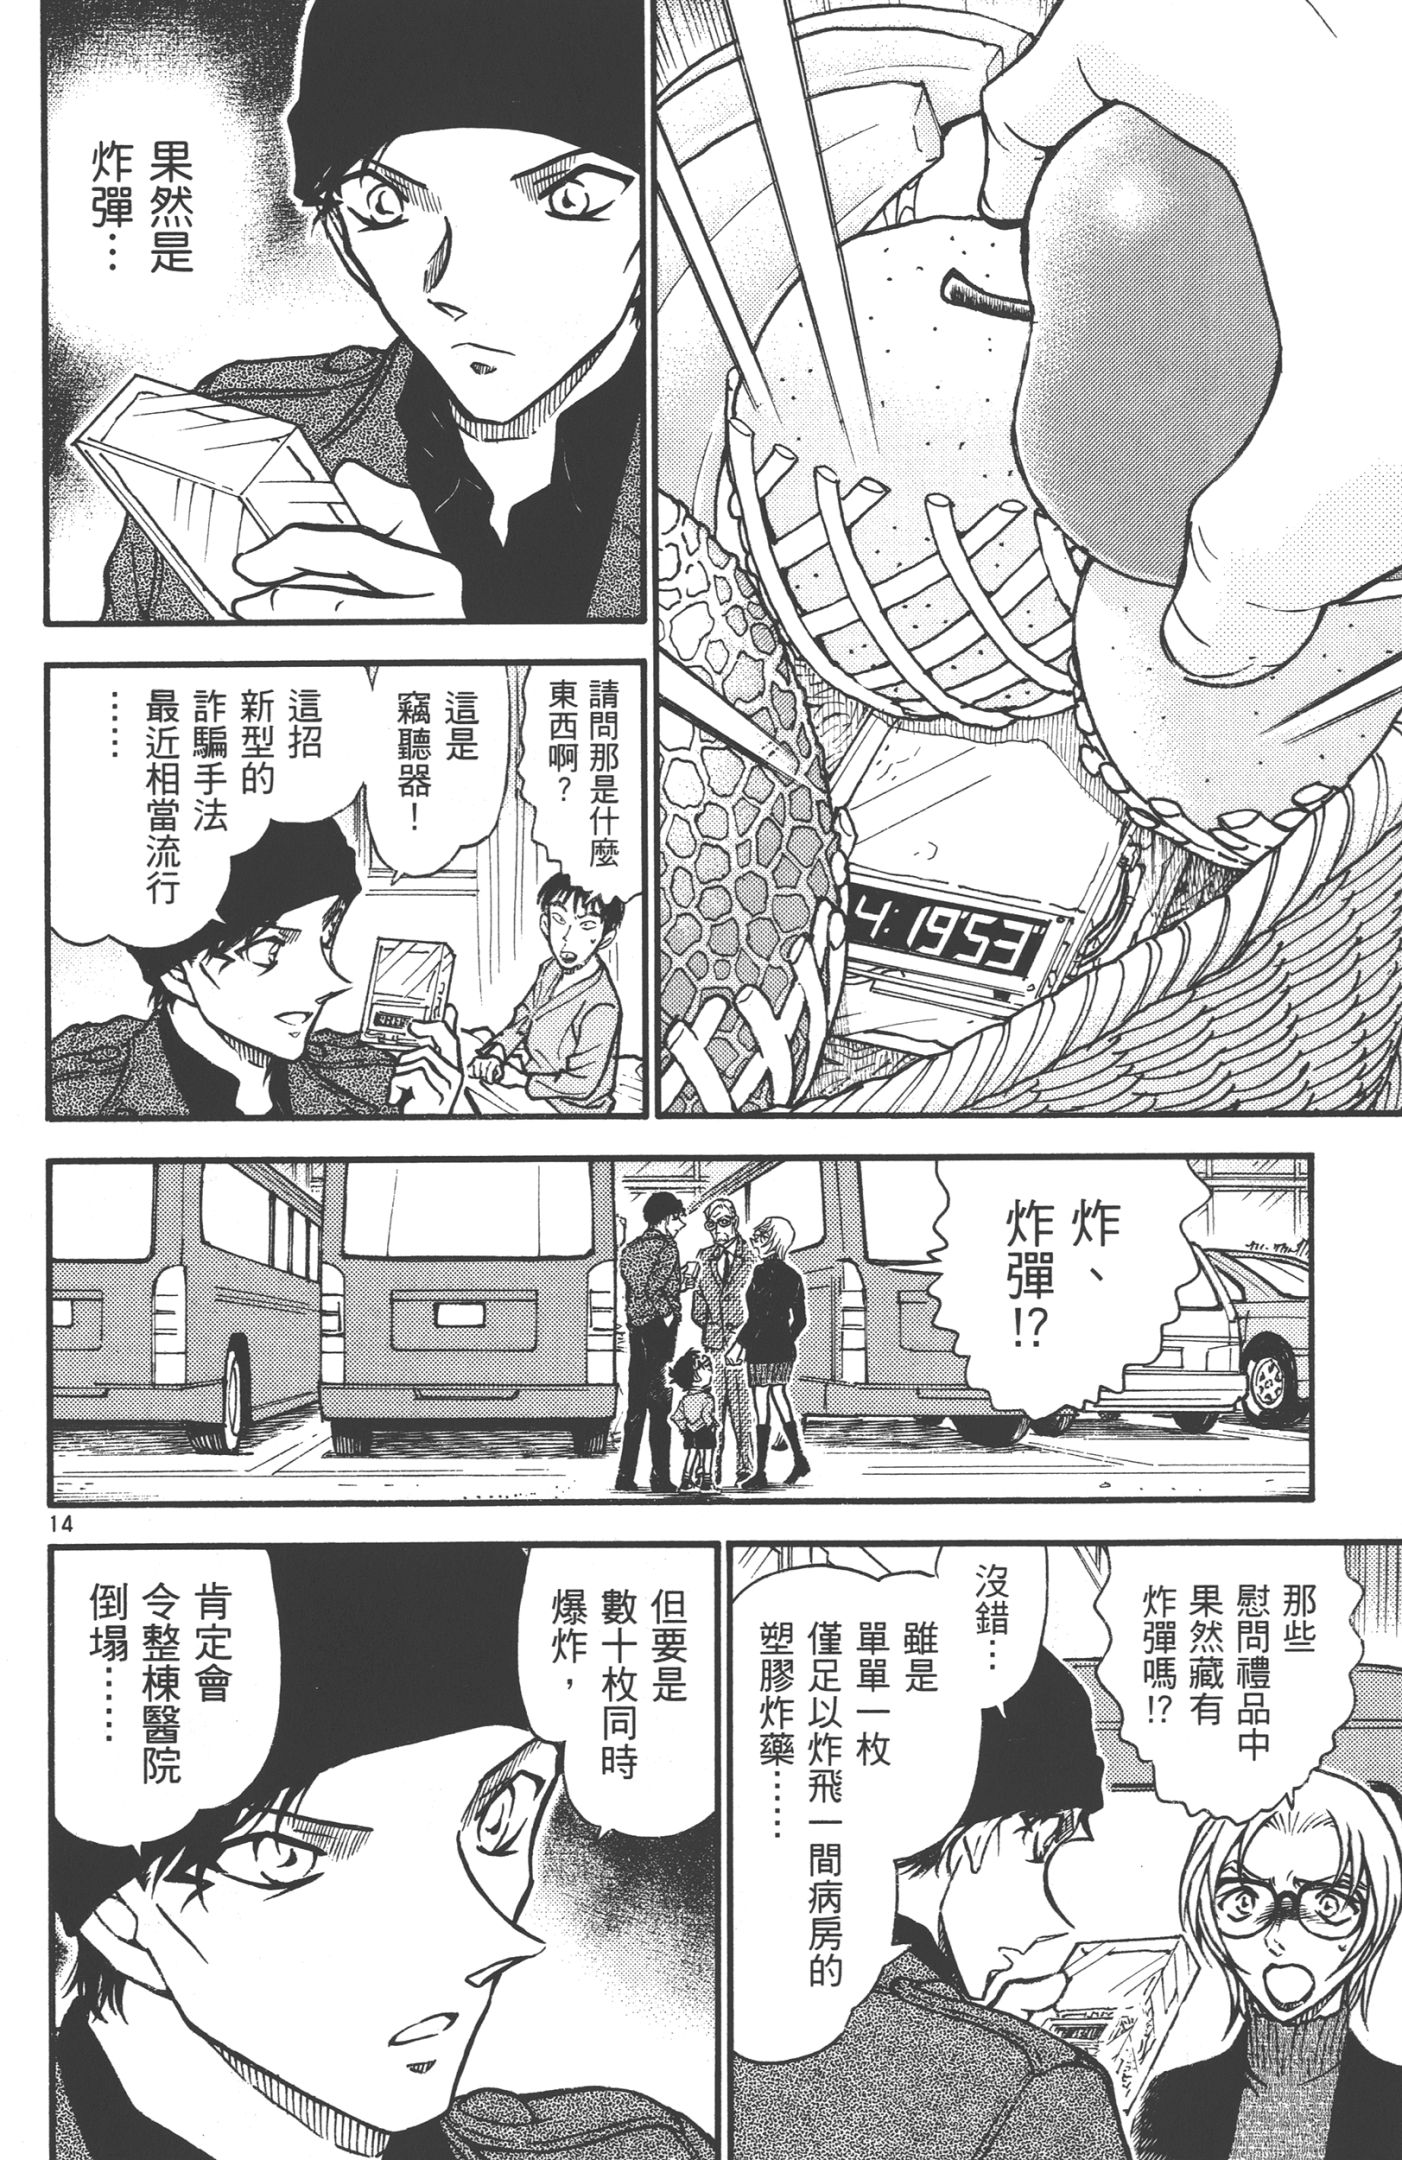 4:19'53"
果然是
炸彈…
請問那是什麼
東西啊？
這是
竊聽器！
這招
新型的
詐騙手法
最近相當流行
……
炸、
炸彈!?
那些
慰問禮品中
果然藏有
炸彈嗎!?
沒錯…
雖是
單單一枚
僅足以炸飛一間病房的
塑膠炸藥……
但要是
數十枚同時
爆炸，
肯定會
令整棟醫院
倒塌……
14